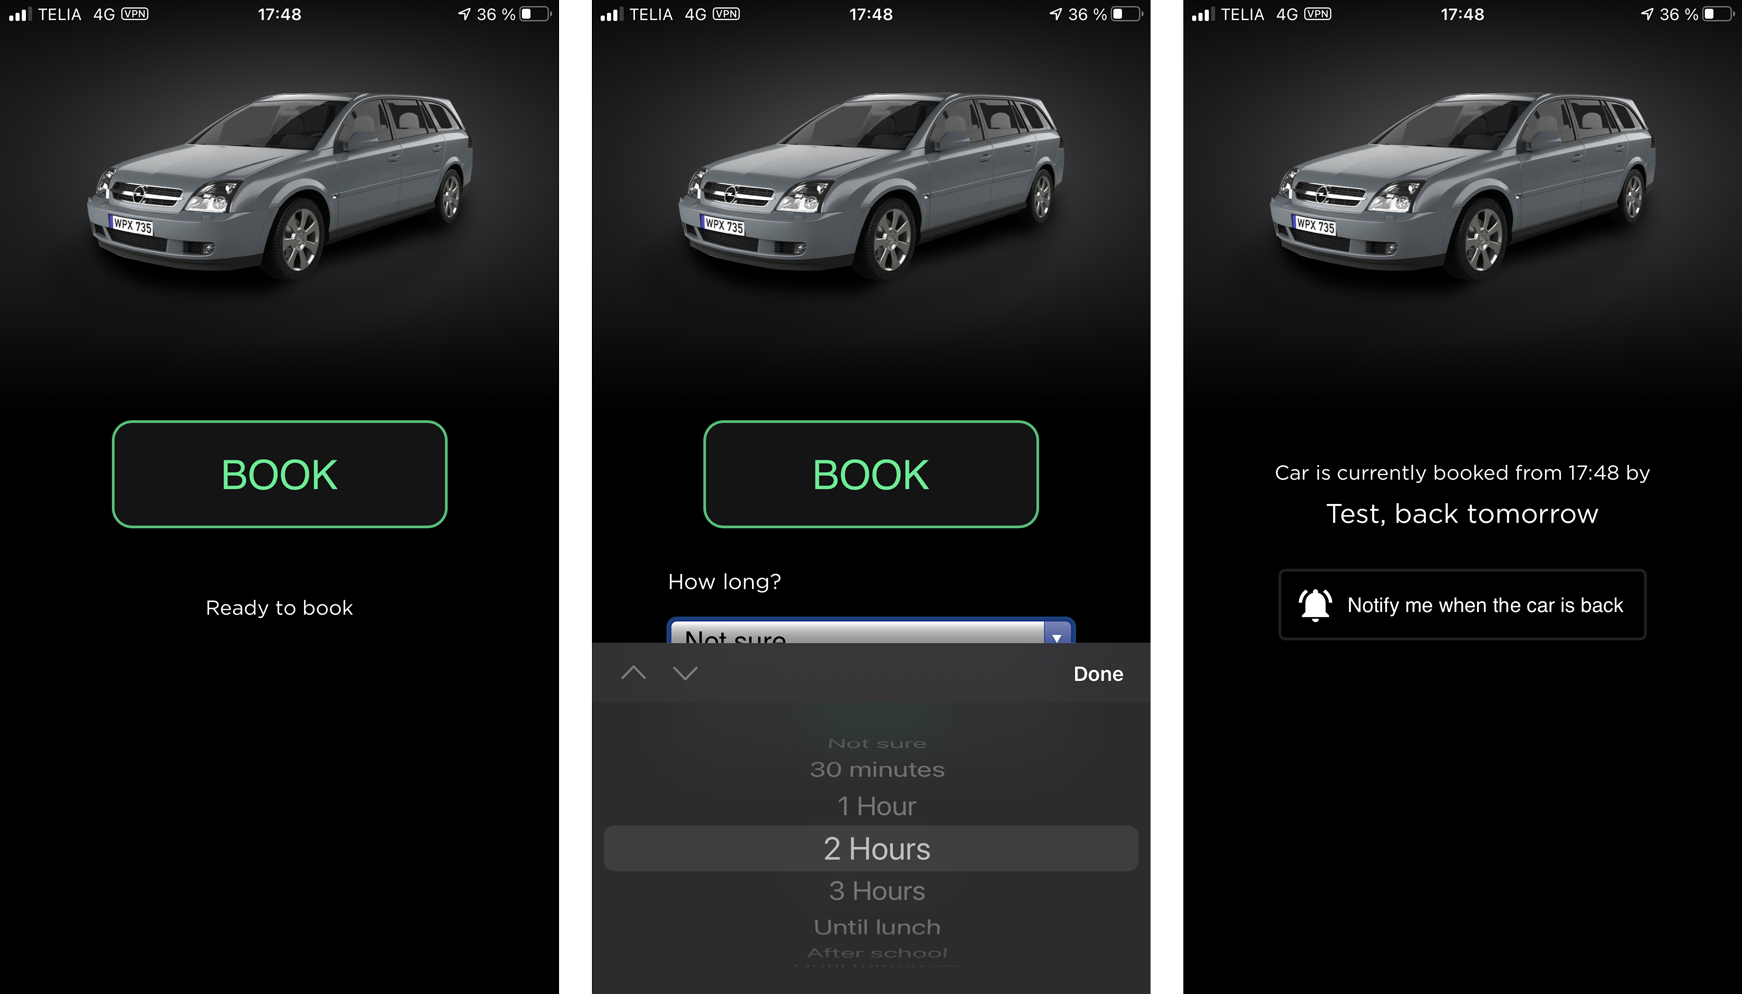 TELIA 4G VPN 17:48 36 %
WPX 735
BOOK
Ready to book
TELIA 4G VPN 17:48 36 %
WPX 735
BOOK
How long?
Not sure
Done
Not sure
30 minutes
1 Hour
2 Hours
3 Hours
Until lunch
After school
Until tomorrow
TELIA 4G VPN 17:48 36 %
WPX 735
Car is currently booked from 17:48 by
Test, back tomorrow
Notify me when the car is back